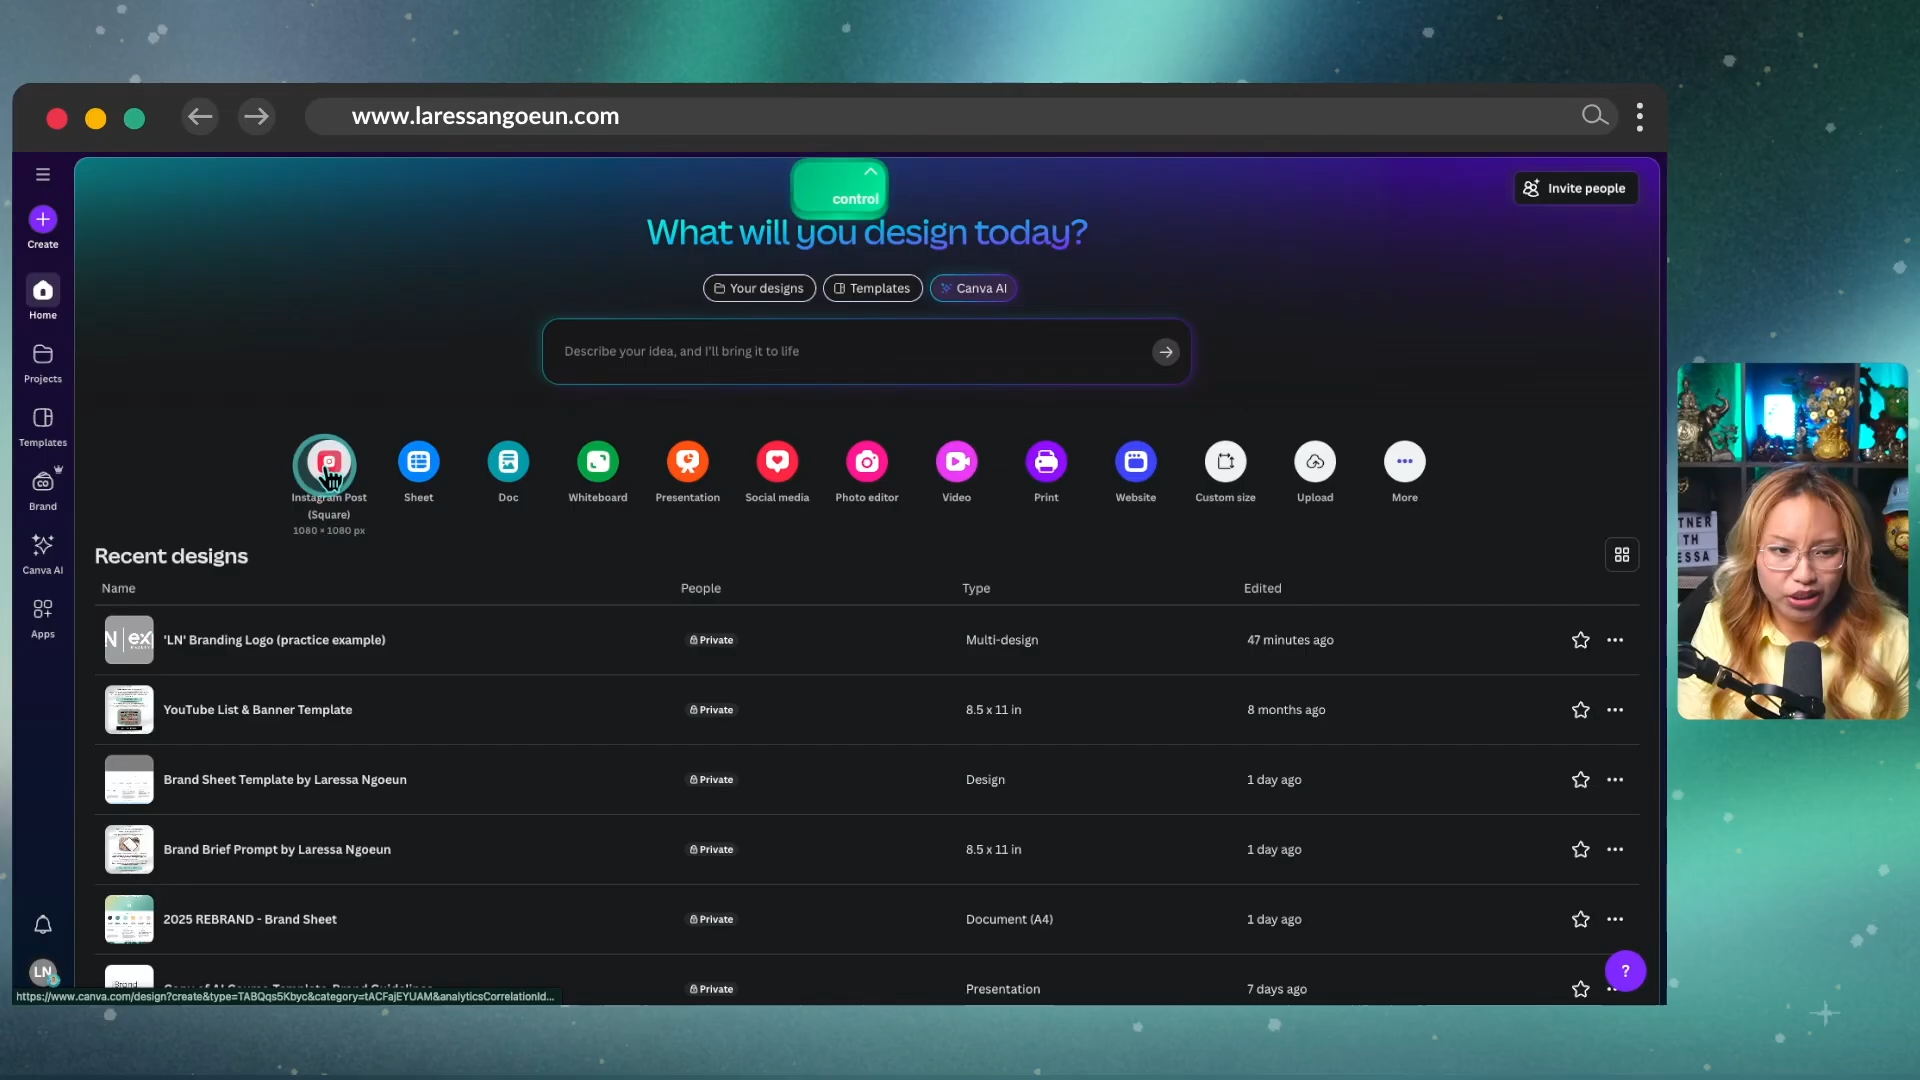 www.laressangoeun.com
control
Invite people
What will you design today?
Your designs
Templates
Canva AI
Describe your idea, and I'll bring it to life
Create
Home
Projects
Templates
Brand
Canva AI
Apps
LN
Instagram Post
(Square)
1080 × 1080 px
Sheet
Doc
Whiteboard
Presentation
Social media
Photo editor
Video
Print
Website
Custom size
Upload
More
Recent designs
Name People Type Edited
'LN' Branding Logo (practice example) Private Multi-design 47 minutes ago
YouTube List & Banner Template Private 8.5 x 11 in 8 months ago
Brand Sheet Template by Laressa Ngoeun Private Design 1 day ago
Brand Brief Prompt by Laressa Ngoeun Private 8.5 x 11 in 1 day ago
2025 REBRAND - Brand Sheet Private Document (A4) 1 day ago
Copy of AI Course Template, Brand Guidelines Private Presentation 7 days ago
?
https://www.canva.com/design?create&type=TABQqs5Kbyc&category=tACFajEYUAM&analyticsCorrelationId...